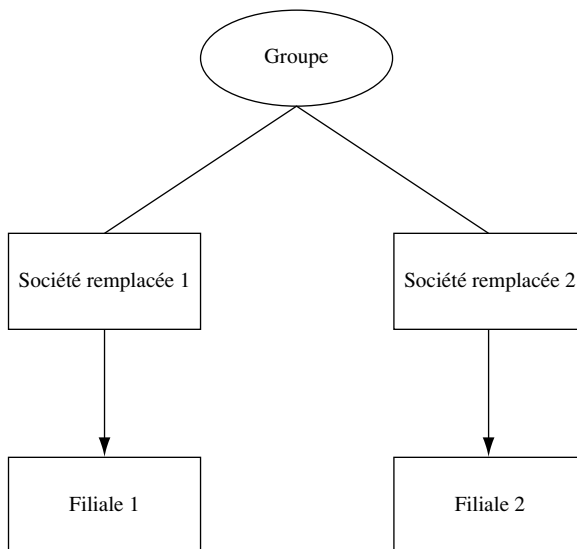 Groupe
Société remplacée 1
Société remplacée 2
Filiale 1
Filiale 2